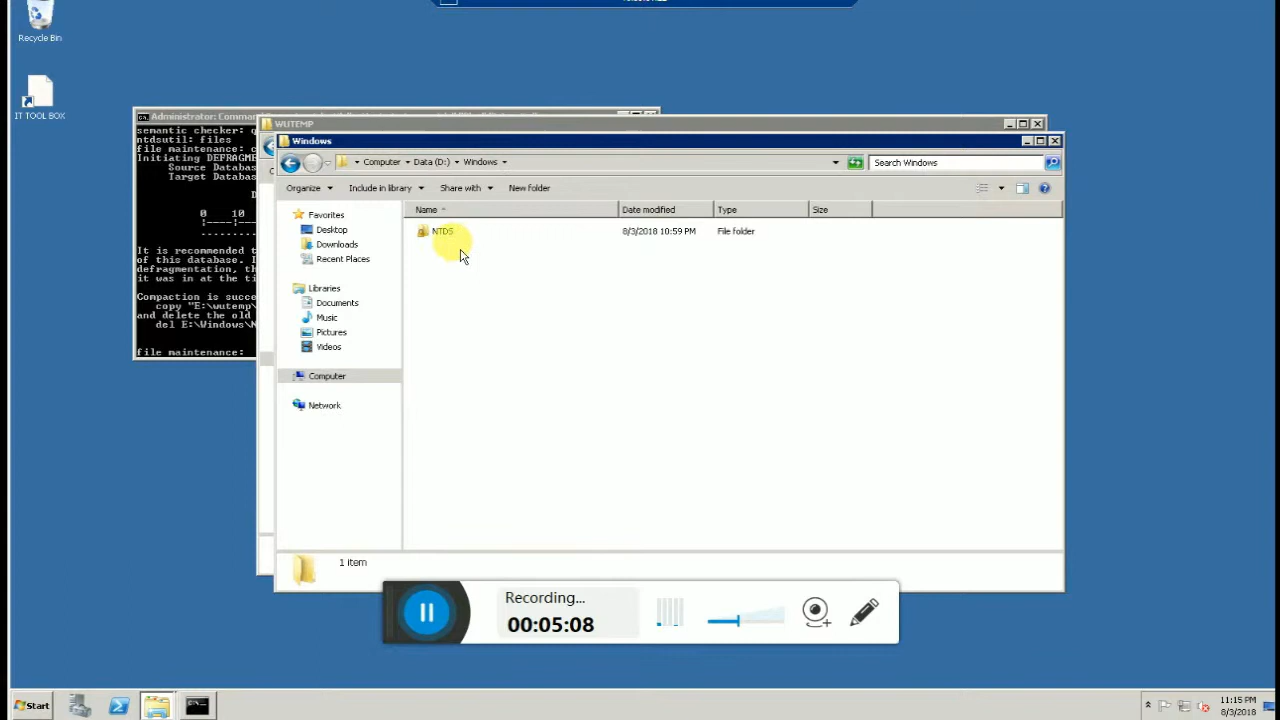 Recycle Bin
IT TOOL BOX
Administrator: Comma
semantic checker:
ntdsutil: files
file maintenance: c
Initiating DEFRAGME
Source Databas
Target Databas
D
0 10
It is recommended t
of this database. I
defragmentation, th
it was in at the ti
Compaction is succe
copy "E:\wutemp\
and delete the old
del E:\Windows\N
file maintenance:
WUTEMP
Windows
Computer Data (D:) Windows
Search Windows
Organize Include in library Share with New folder
Favorites
Desktop
Downloads
Recent Places
Libraries
Documents
Music
Pictures
Videos
Computer
Network
Name Date modified Type Size
NTDS 8/3/2018 10:59 PM File folder
1 item
Recording...
00:05:08
Start
11:15 PM
8/3/2018